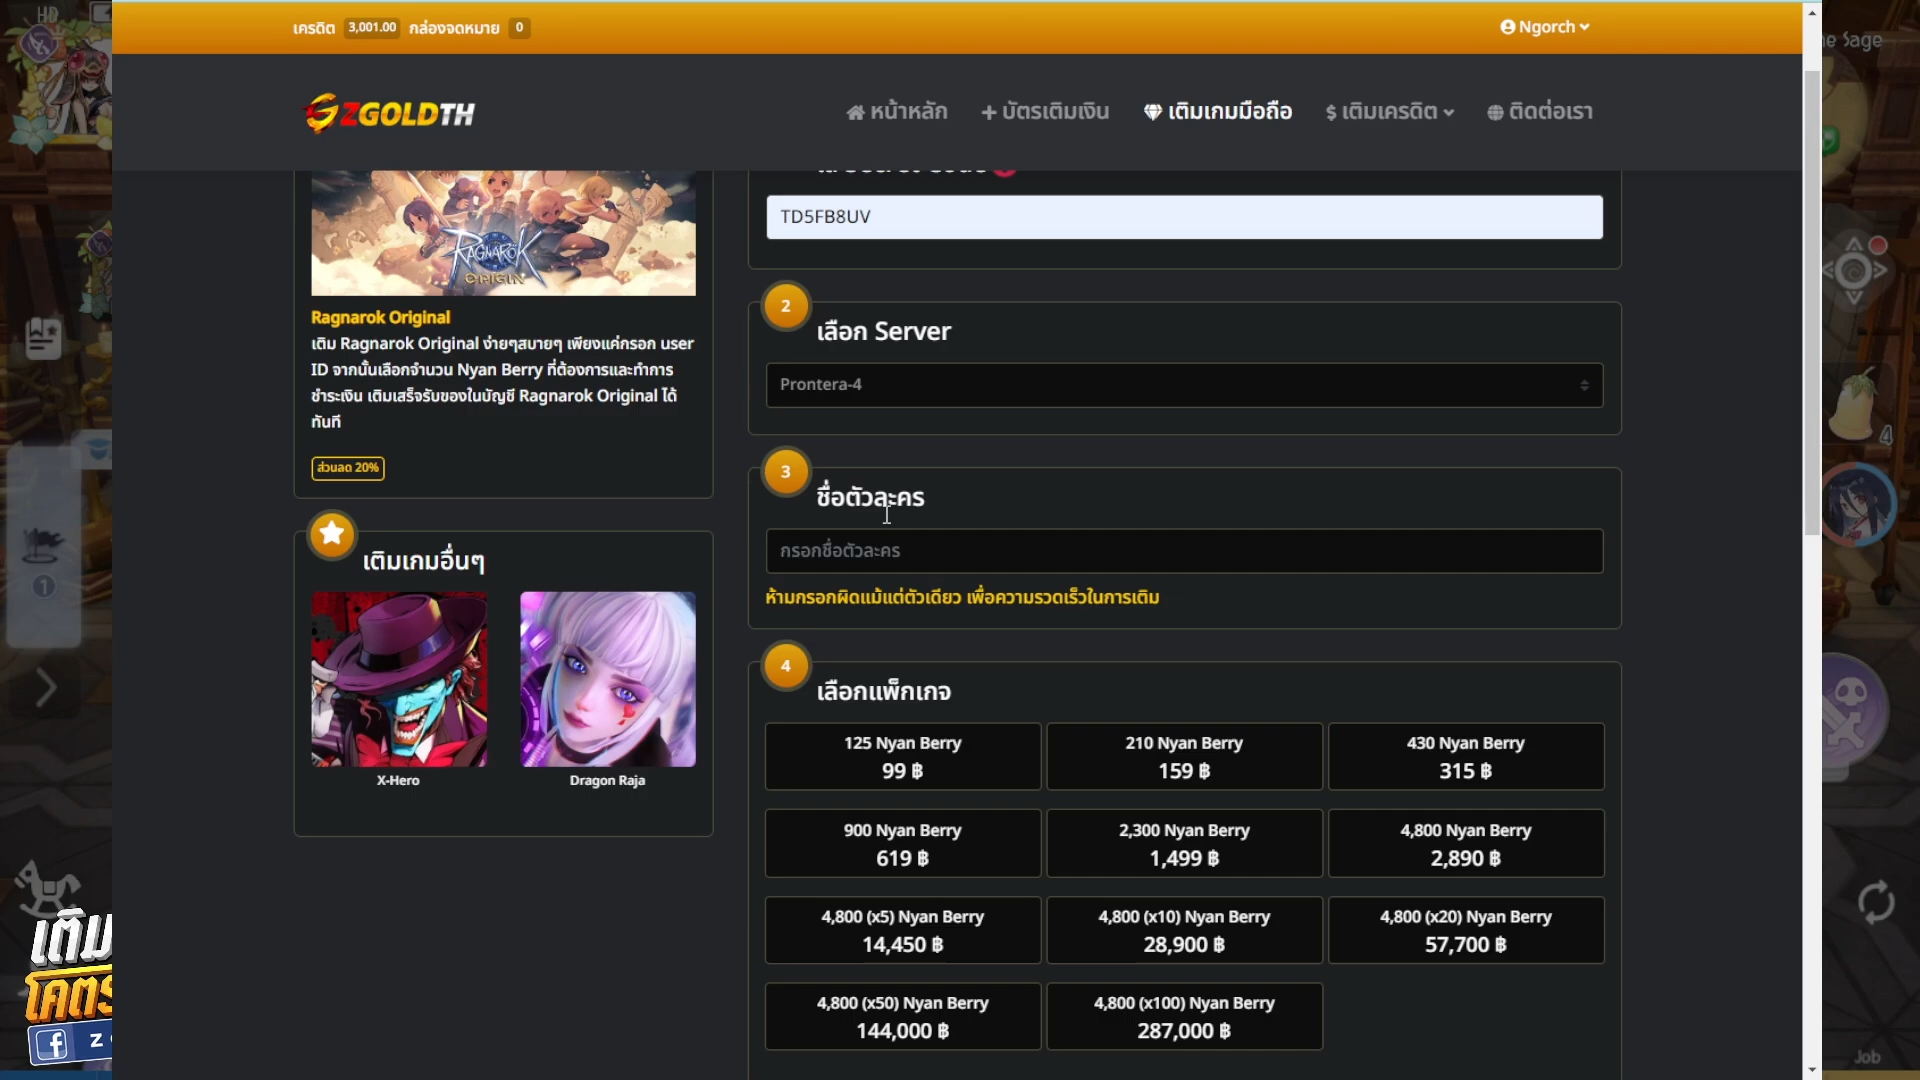 เครดิต 3,001.00 กล่องจดหมาย 0
Ngorch
HD
ZGOLDTH
หน้าหลัก
บัตรเติมเงิน
เติมเกมมือถือ
$ เติมเครดิต
ติดต่อเรา
RAGNAROK
ORIGIN
Ragnarok Original
เติม Ragnarok Original ง่ายๆสบายๆ เพียงแค่กรอก user
ID จากนั้นเลือกจำนวน Nyan Berry ที่ต้องการและทำการ
ชำระเงิน เติมเสร็จรับของในบัญชี Ragnarok Original ได้
ทันที
ส่วนลด 20%
เติมเกมอื่นๆ
X-Hero
Dragon Raja
TD5FB8UV
2
เลือก Server
Prontera-4
3
ชื่อตัวละคร
กรอกชื่อตัวละคร
ห้ามกรอกผิดแม้แต่ตัวเดียว เพื่อความรวดเร็วในการเติม
4
เลือกแพ็กเกจ
125 Nyan Berry
99 ฿
210 Nyan Berry
159 ฿
430 Nyan Berry
315 ฿
900 Nyan Berry
619 ฿
2,300 Nyan Berry
1,499 ฿
4,800 Nyan Berry
2,890 ฿
4,800 (x5) Nyan Berry
14,450 ฿
4,800 (x10) Nyan Berry
28,900 ฿
4,800 (x20) Nyan Berry
57,700 ฿
4,800 (x50) Nyan Berry
144,000 ฿
4,800 (x100) Nyan Berry
287,000 ฿
1
เติม
โคตร
f Z
Sage
4
Job